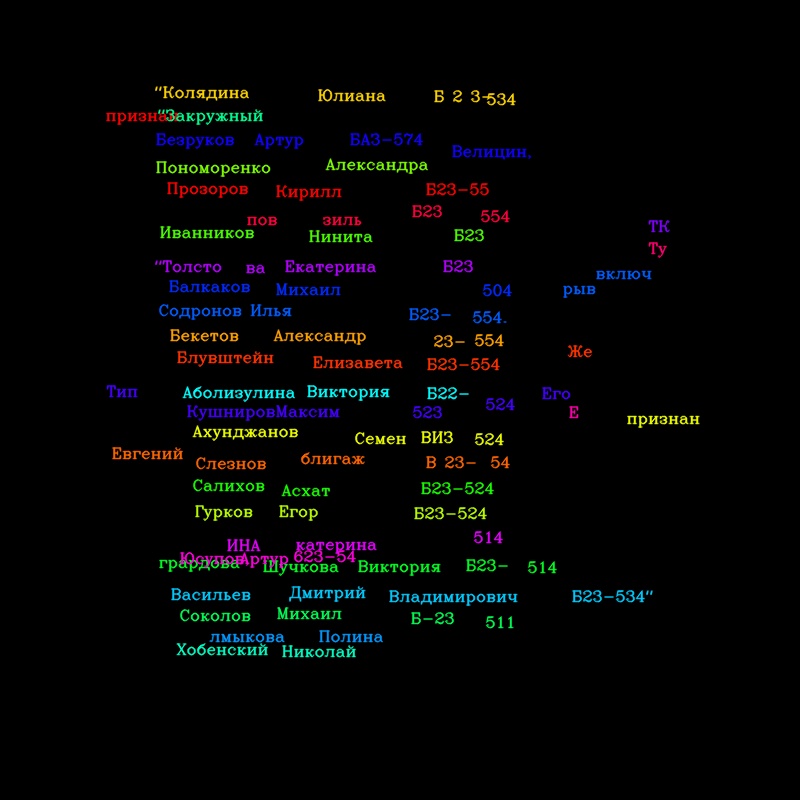 "Колядина Юлиана Б 2 3-534
признан "Закружный
Безруков Артур БАЗ-574
Велицин,
Пономоренко Александра
Прозоров Кирилл Б23-55
пов зиль Б23 554
Иванников Нинита Б23
ТК
Ту
"Толсто ва Екатерина Б23
включ
Балкаков Михаил 504 рыв
Содронов Илья Б23- 554.
Бекетов Александр 23- 554
Блувштейн Елизавета Б23-554 Же
Тип Аболизулина Виктория Б22- Его
КушнировМаксим 523 524 Е
признан
Ахунджанов Семен ВИЗ 524
Евгений Слезнов блигаж В 23- 54
Салихов Асхат Б23-524
Гурков Егор Б23-524
ИНА катерина 514
Юсупов Артур 623-54
грардова Шучкова Виктория Б23- 514
Васильев Дмитрий Владимирович Б23-534"
Соколов Михаил Б-23 511
лмыкова Полина
Хобенский Николай